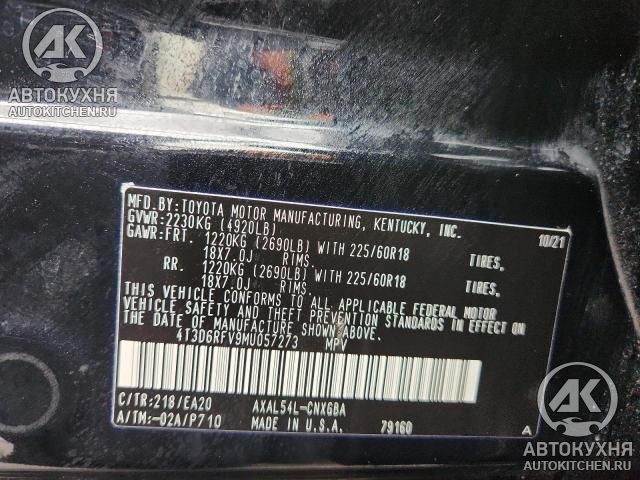 АК
АВТОКУХНЯ
AUTOKITCHEN.RU
MFD.BY:TOYOTA MOTOR MANUFACTURING, KENTUCKY, INC.
GVWR:2230KG (4920LB) 10/21
GAWR:FRT. 1220KG (2690LB) WITH 225/60R18 TIRES,
18X7.0J RIMS.
RR. 1220KG (2690LB) WITH 225/60R18 TIRES,
18X7.0J RIMS.
THIS VEHICLE CONFORMS TO ALL APPLICABLE FEDERAL MOTOR
VEHICLE SAFETY AND THEFT PREVENTION STANDARDS IN EFFECT ON
THE DATE OF MANUFACTURE SHOWN ABOVE.
4T3D6RFV9MU057273 MPV
C/TR:218/EA20 AXAL54L-CNXGBA
A/TM:-02A/P710 MADE IN U.S.A. 79160 A
АК
АВТОКУХНЯ
AUTOKITCHEN.RU